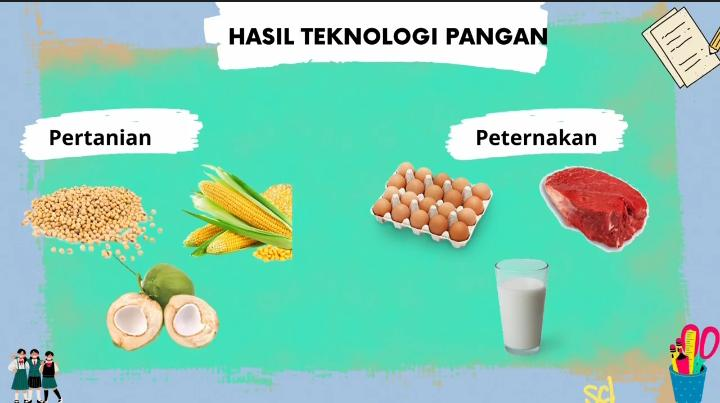 HASIL TEKNOLOGI PANGAN
Pertanian
Peternakan